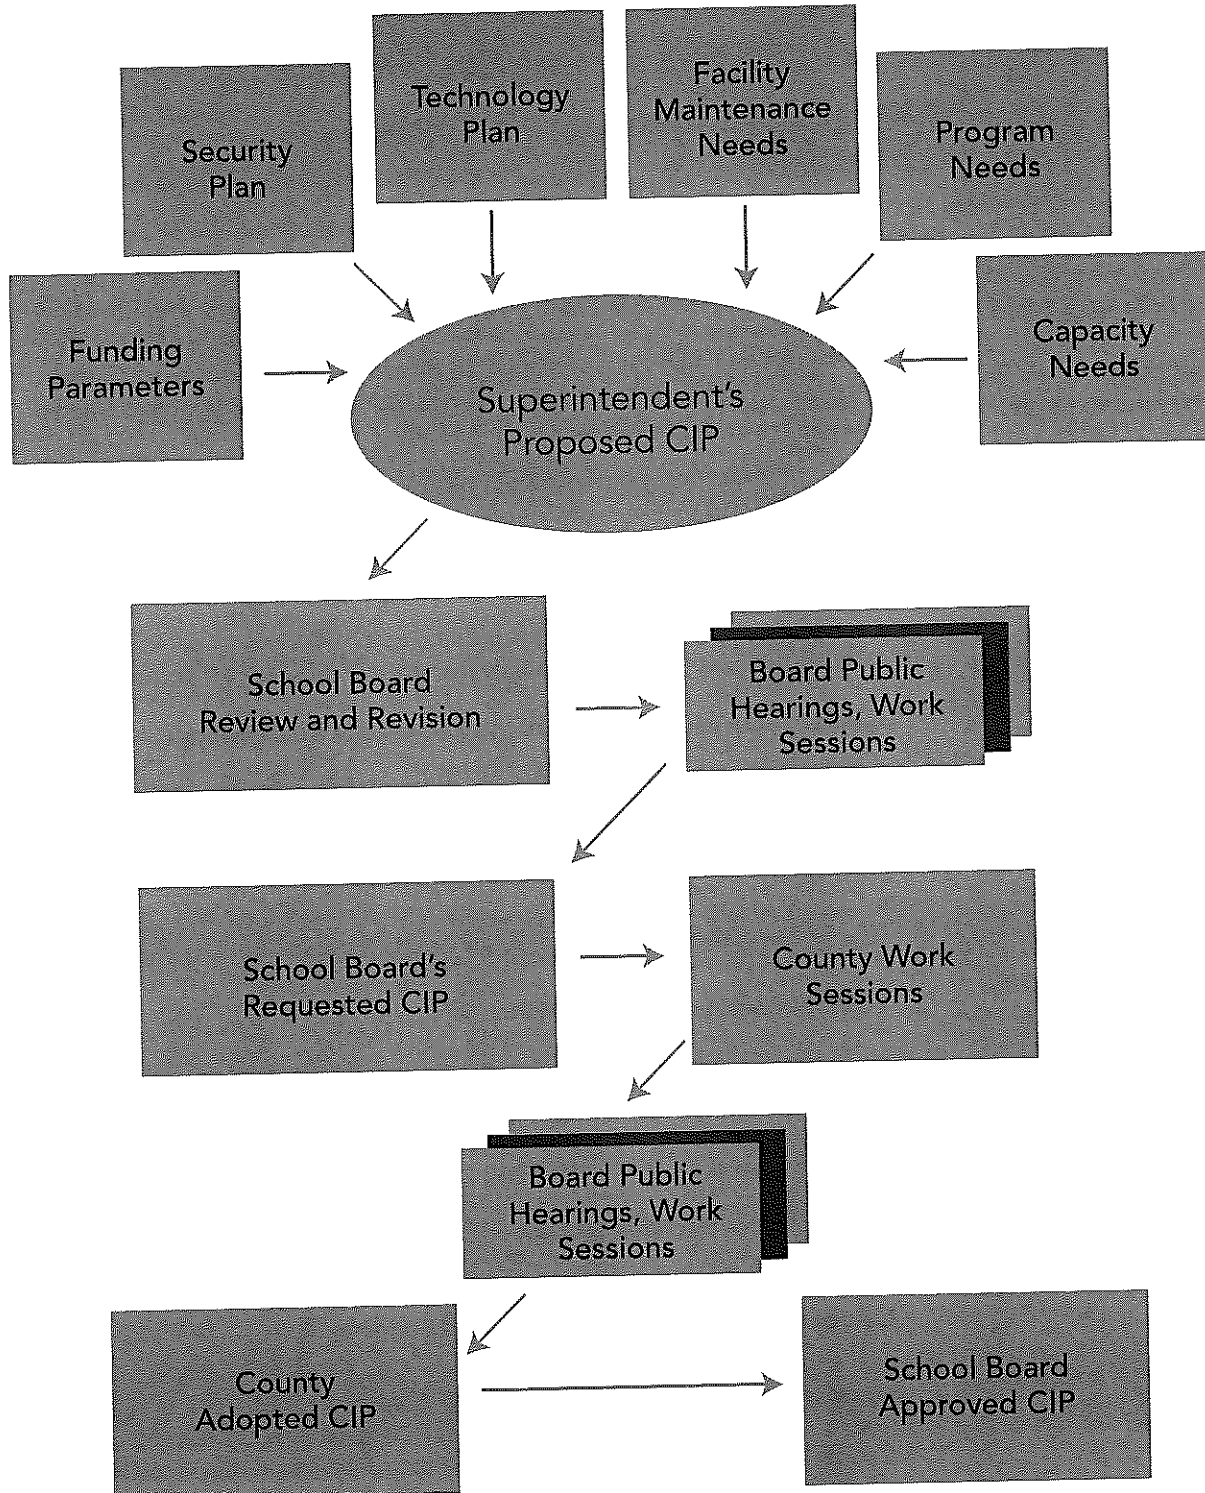 Security
Plan
Technology
Plan
Facility
Maintenance
Needs
Program
Needs
Funding
Parameters
Capacity
Needs
Superintendent's
Proposed CIP
School Board
Review and Revision
Board Public
Hearings, Work
Sessions
School Board's
Requested CIP
County Work
Sessions
Board Public
Hearings, Work
Sessions
County
Adopted CIP
School Board
Approved CIP